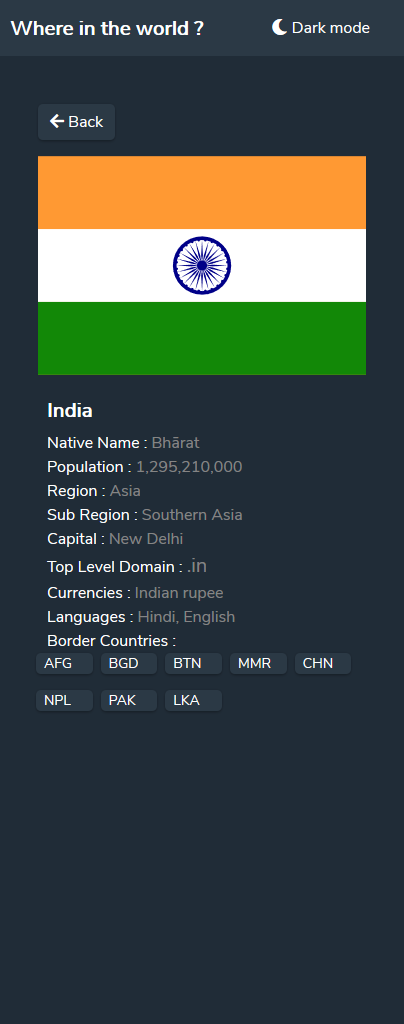 Where in the world ? Dark mode
Back
India
Native Name : Bhārat
Population : 1,295,210,000
Region : Asia
Sub Region : Southern Asia
Capital : New Delhi
Top Level Domain : .in
Currencies : Indian rupee
Languages : Hindi, English
Border Countries :
AFG BGD BTN MMR CHN
NPL PAK LKA